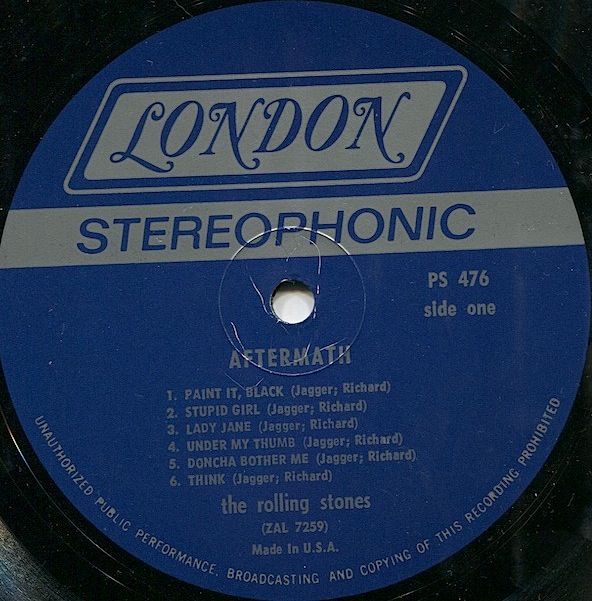 LONDON
STEREOPHONIC
PS 476
side one
AFTERMATH
1. PAINT IT, BLACK (Jagger; Richard)
2. STUPID GIRL (Jagger; Richard)
3. LADY JANE (Jagger; Richard)
4. UNDER MY THUMB (Jagger; Richard)
5. DONCHA BOTHER ME (Jagger; Richard)
6. THINK (Jagger; Richard)
the rolling stones
(ZAL 7259)
Made In U.S.A.
UNAUTHORIZED PUBLIC PERFORMANCE, BROADCASTING AND COPYING OF THIS RECORDING PROHIBITED